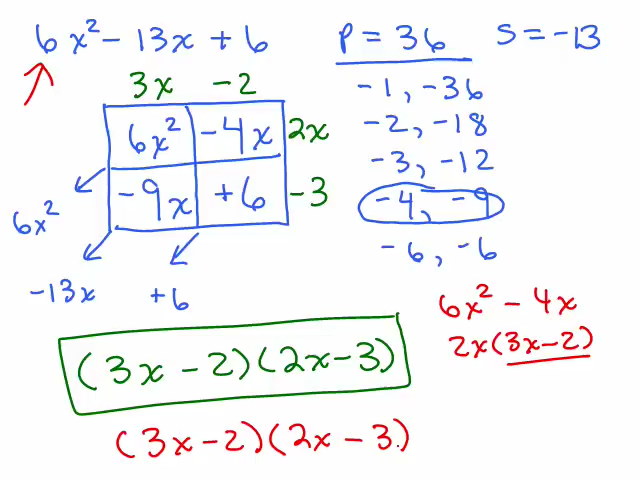 6x² − 13x + 6
P = 36
S = −13
−1, −36
−2, −18
−3, −12
−4, −9
−6, −6
3x −2
6x² −4x 2x
−9x +6 −3
6x²
−13x +6
6x² − 4x
2x(3x−2)
(3x − 2)(2x−3)
(3x−2)(2x − 3)